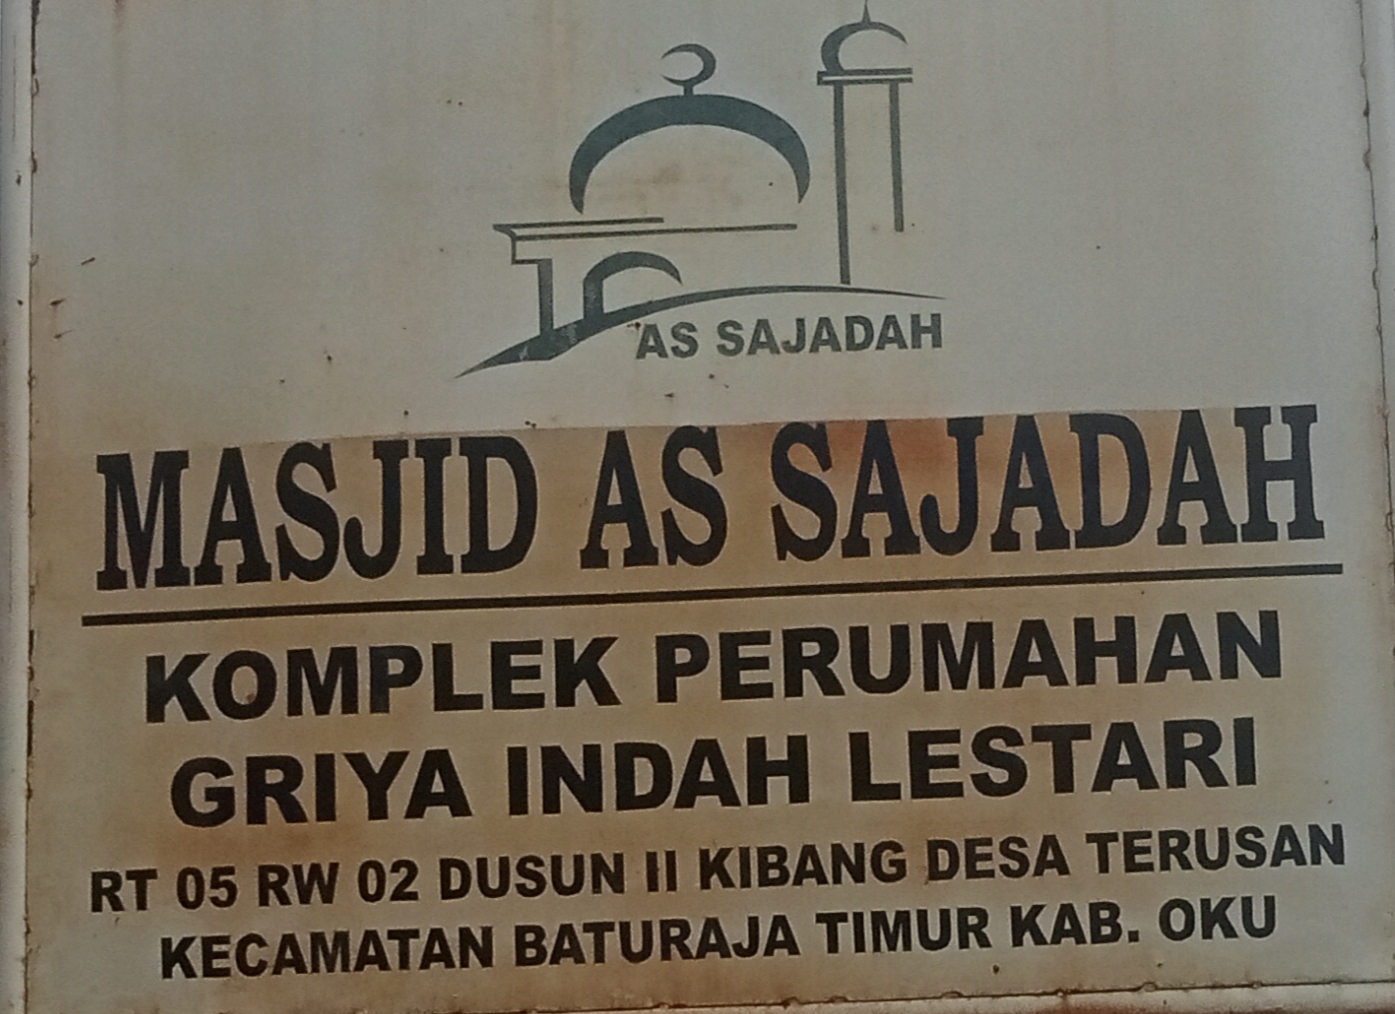 AS SAJADAH
MASJID AS SAJADAH
KOMPLEK PERUMAHAN
GRIYA INDAH LESTARI
RT 05 RW 02 DUSUN II KIBANG DESA TERUSAN
KECAMATAN BATURAJA TIMUR KAB. OKU